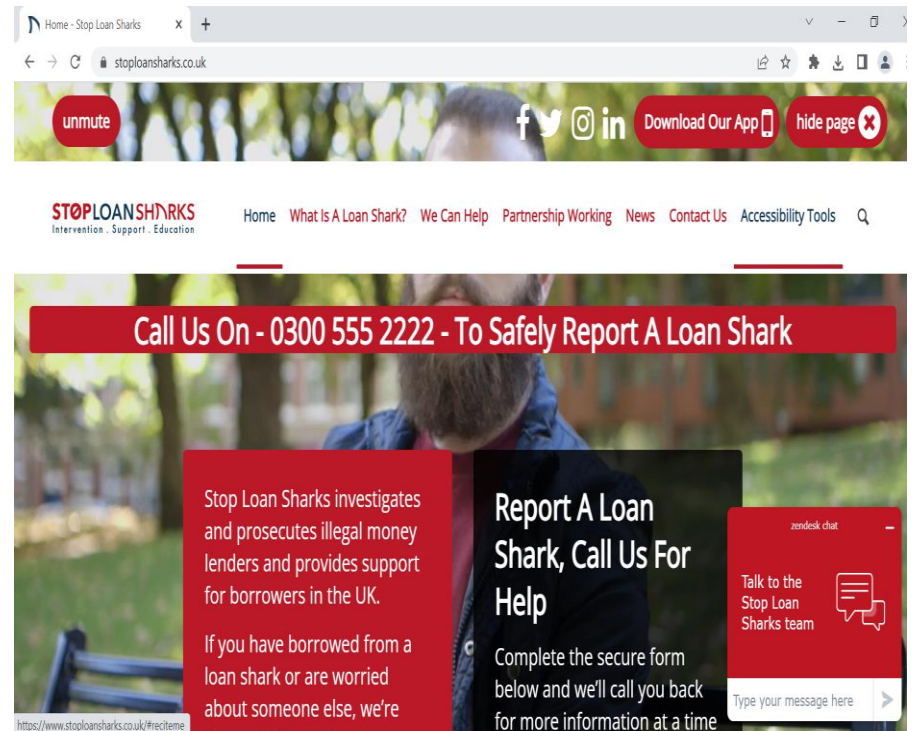 Home - Stop Loan Sharks
stoploansharks.co.uk
unmute
Download Our App
hide page
STOPLOANSHARKS
Intervention . Support . Education
Home What Is A Loan Shark? We Can Help Partnership Working News Contact Us Accessibility Tools
Call Us On - 0300 555 2222 - To Safely Report A Loan Shark
Stop Loan Sharks investigates
and prosecutes illegal money
lenders and provides support
for borrowers in the UK.
If you have borrowed from a
loan shark or are worried
about someone else, we're
Report A Loan
Shark, Call Us For
Help
Complete the secure form
below and we'll call you back
for more information at a time
zendesk chat
Talk to the
Stop Loan
Sharks team
Type your message here
https://www.stoploansharks.co.uk/#reciteme